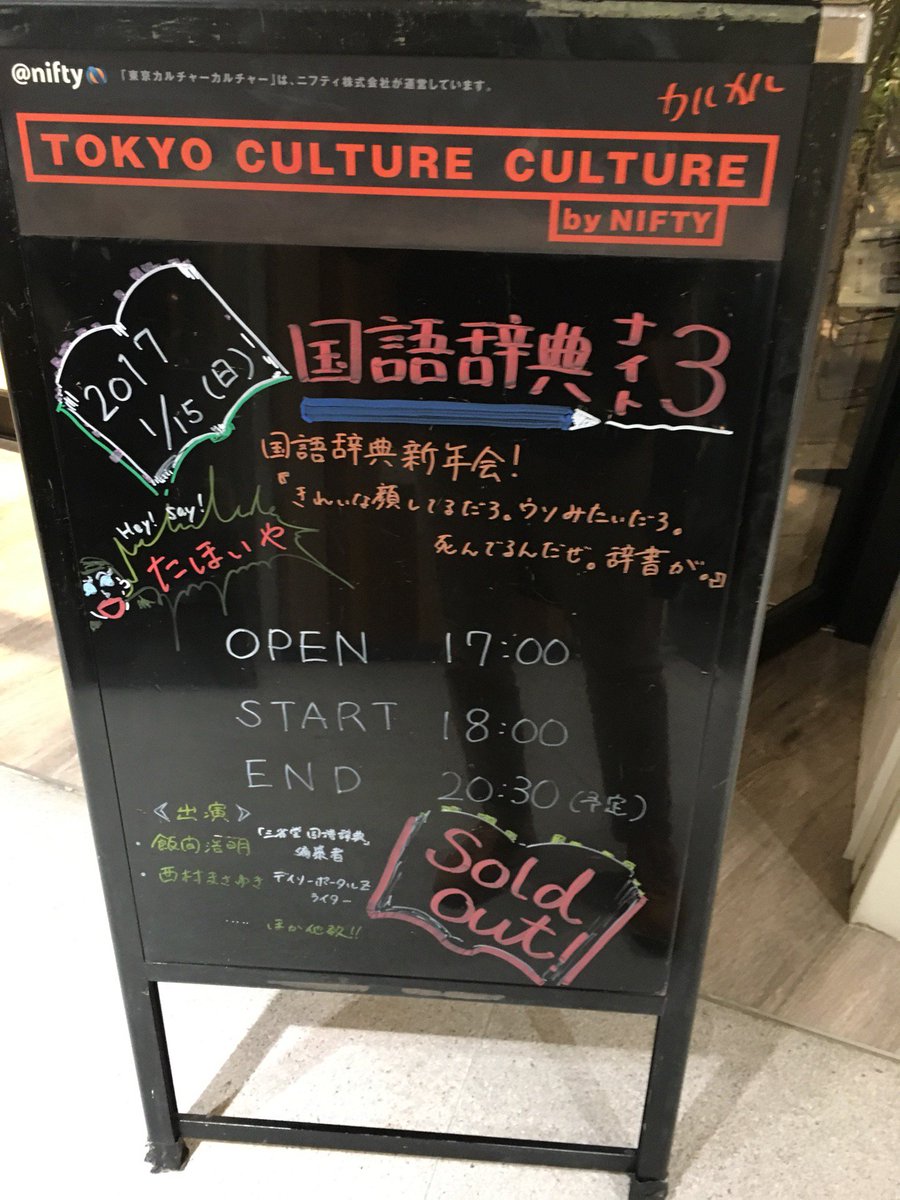 @nifty 「東京カルチャーカルチャー」は、ニフティ株式会社が運営しています。
カルカル
TOKYO CULTURE CULTURE
by NIFTY
2017
1/15(日)
国語辞典ナイト3
国語辞典新年会!
『きれいな顔してるだろ。ウソみたいだろ。
死んでるんだぜ。辞書が。』
Hey! Say!
たほいや
OPEN 17:00
START 18:00
END 20:30(予定)
《出演》
・飯間浩明 「三省堂国語辞典」
編纂者
・西村まさゆき デイリーポータルZ
ライター
..... ほか他数!!
Sold
Out!